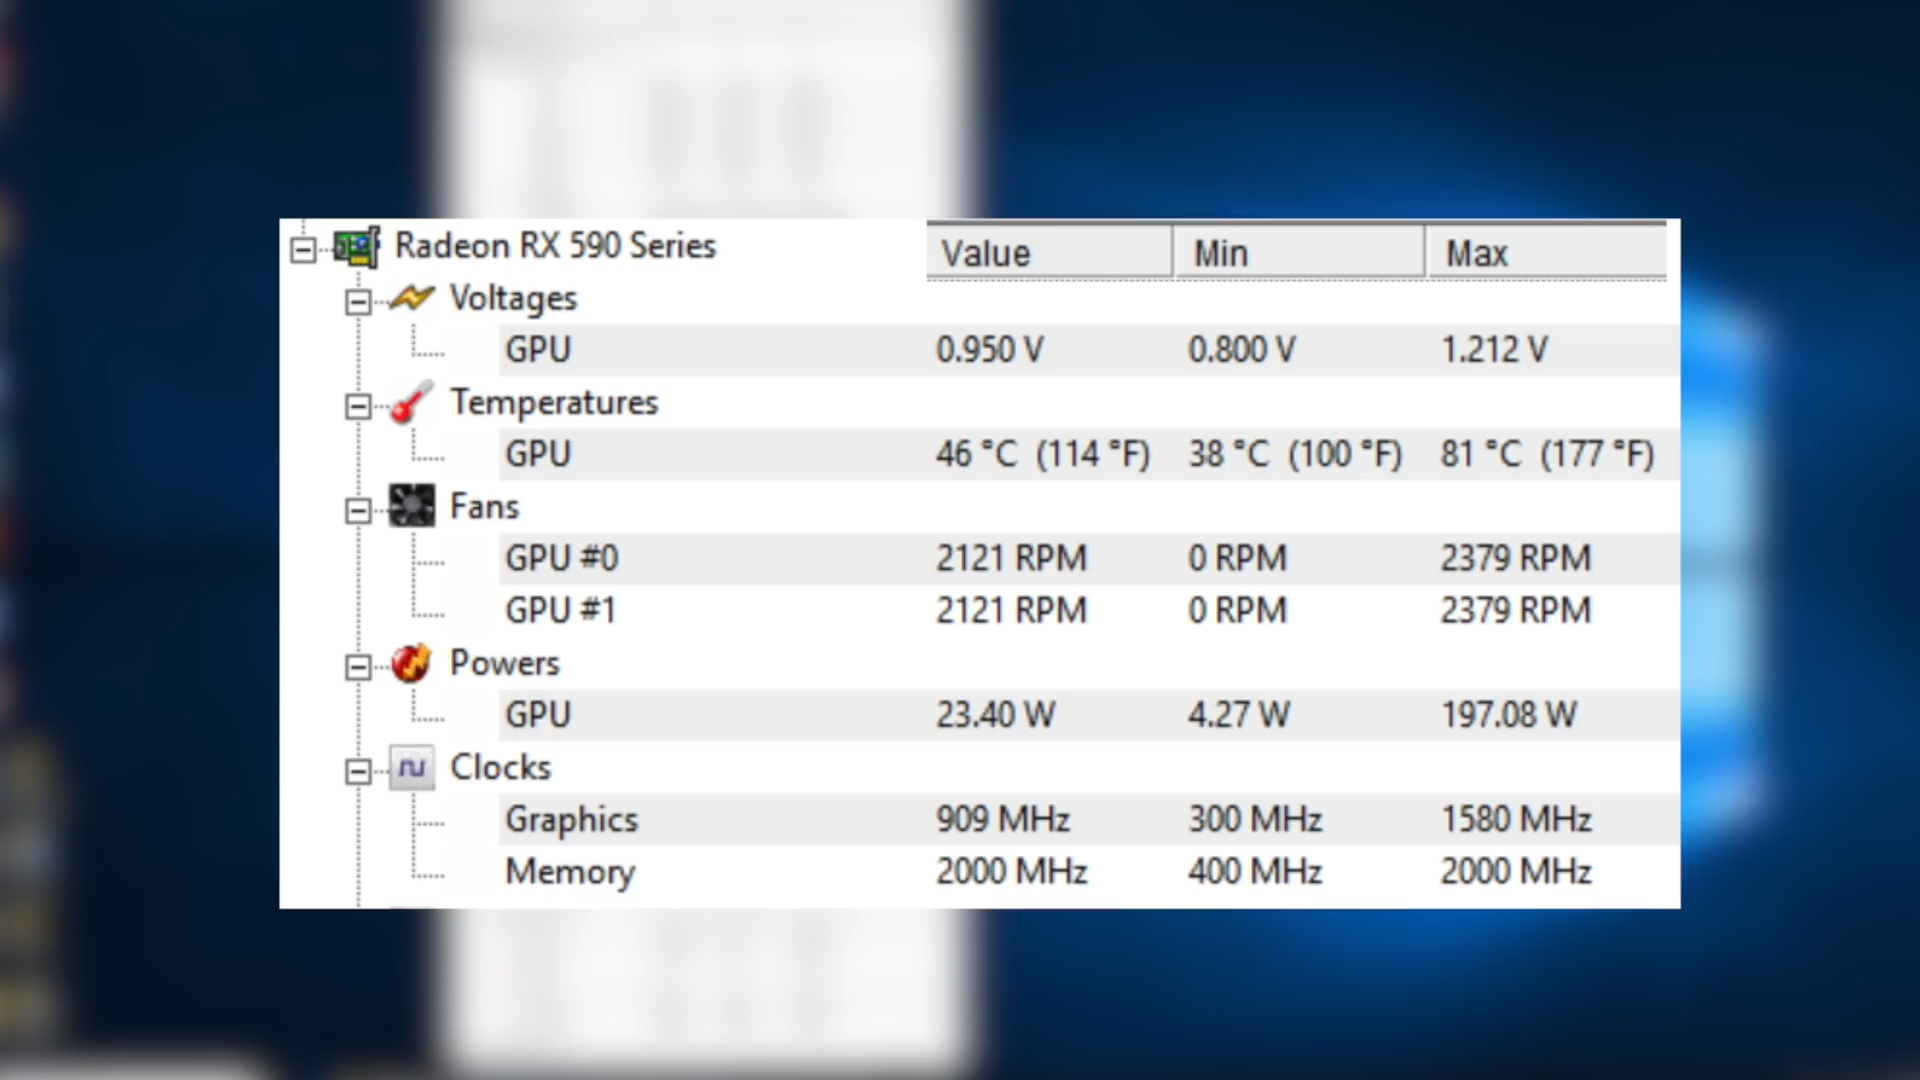 Radeon RX 590 Series Value Min Max
Voltages
GPU 0.950 V 0.800 V 1.212 V
Temperatures
GPU 46 °C (114 °F) 38 °C (100 °F) 81 °C (177 °F)
Fans
GPU #0 2121 RPM 0 RPM 2379 RPM
GPU #1 2121 RPM 0 RPM 2379 RPM
Powers
GPU 23.40 W 4.27 W 197.08 W
Clocks
Graphics 909 MHz 300 MHz 1580 MHz
Memory 2000 MHz 400 MHz 2000 MHz